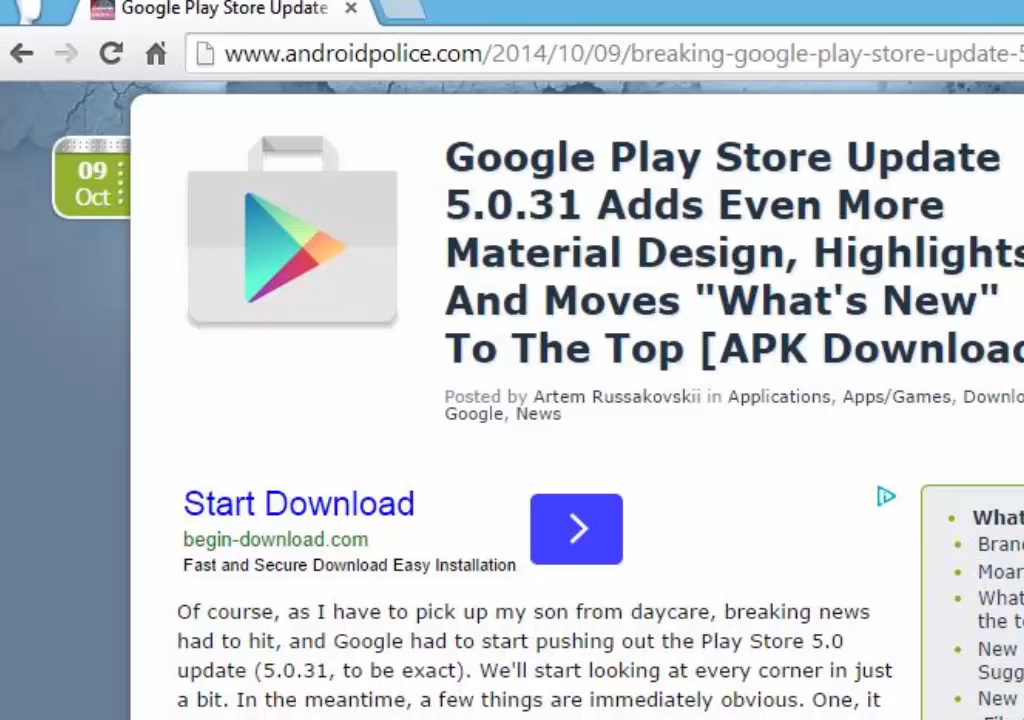 Google Play Store Update
www.androidpolice.com/2014/10/09/breaking-google-play-store-update-5
09
Oct
Google Play Store Update
5.0.31 Adds Even More
Material Design, Highlights
And Moves "What's New"
To The Top [APK Download
Posted by Artem Russakovskii in Applications, Apps/Games, Downlo
Google, News
Start Download
begin-download.com
Fast and Secure Download Easy Installation
Of course, as I have to pick up my son from daycare, breaking news
had to hit, and Google had to start pushing out the Play Store 5.0
update (5.0.31, to be exact). We'll start looking at every corner in just
a bit. In the meantime, a few things are immediately obvious. One, it
What
Bran
Moar
What
the t
New
Sugg
New